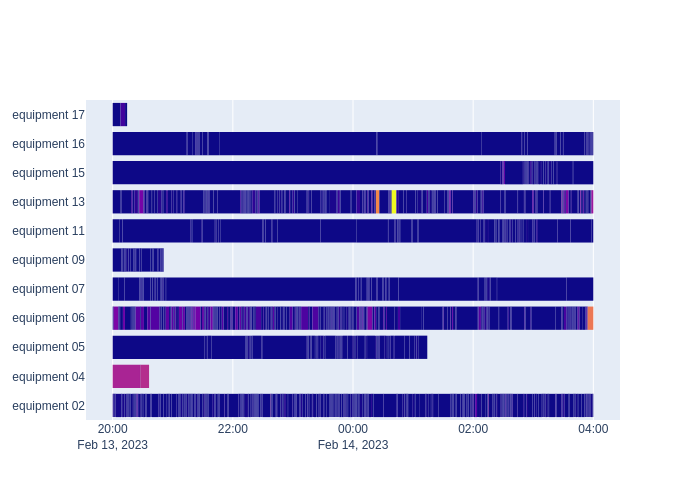 equipment 17
equipment 16
equipment 15
equipment 13
equipment 11
equipment 09
equipment 07
equipment 06
equipment 05
equipment 04
equipment 02
20:00 22:00 00:00 02:00 04:00
Feb 13, 2023 Feb 14, 2023